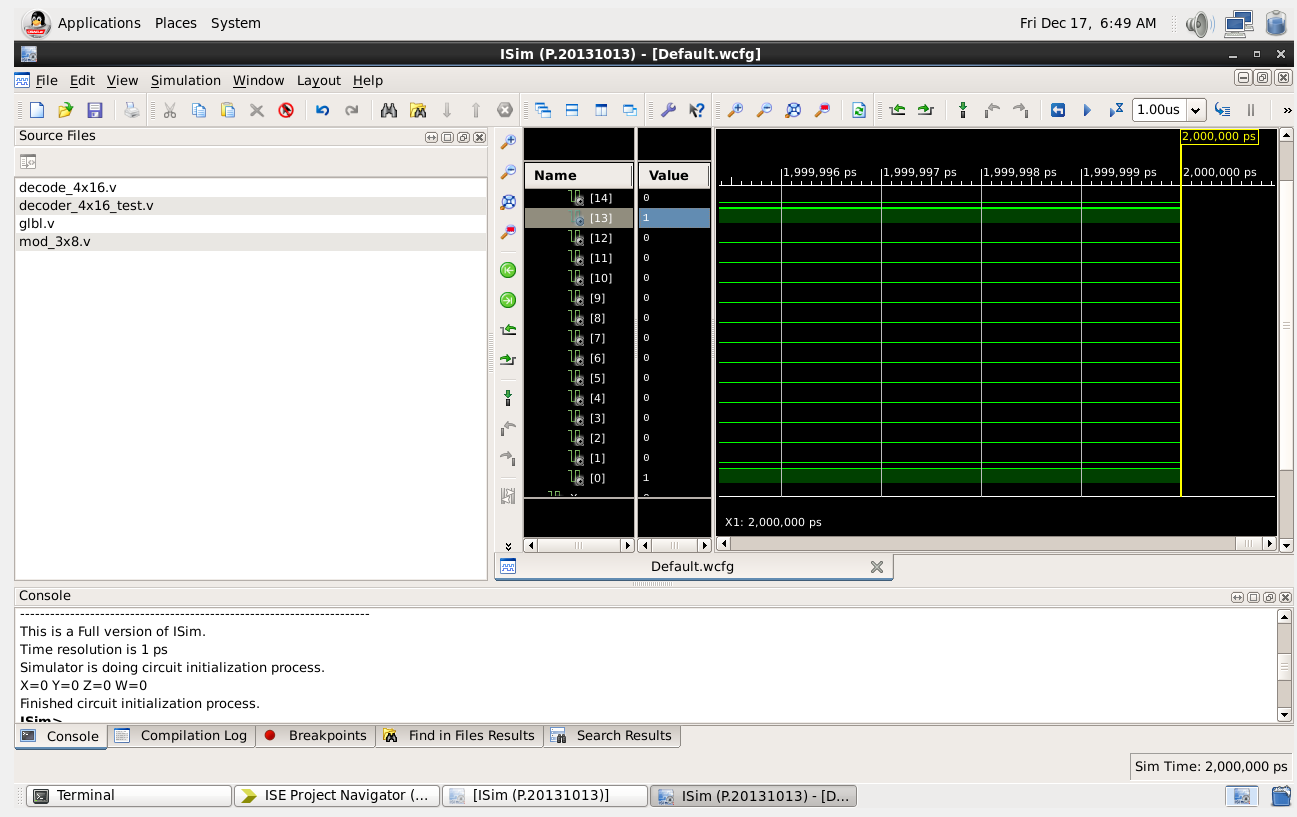 Applications Places System
Fri Dec 17, 6:49 AM
ISim (P.20131013) - [Default.wcfg]
File Edit View Simulation Window Layout Help
1.00us
»
Source Files
decode_4x16.v
decoder_4x16_test.v
glbl.v
mod_3x8.v
Name Value
[14] 0
[13] 1
[12] 0
[11] 0
[10] 0
[9] 0
[8] 0
[7] 0
[6] 0
[5] 0
[4] 0
[3] 0
[2] 0
[1] 0
[0] 1
2,000,000 ps
1,999,996 ps 1,999,997 ps 1,999,998 ps 1,999,999 ps 2,000,000 ps
X1: 2,000,000 ps
Default.wcfg
Console
--------------------------------------------------------------------
This is a Full version of ISim.
Time resolution is 1 ps
Simulator is doing circuit initialization process.
X=0 Y=0 Z=0 W=0
Finished circuit initialization process.
ISim>
Console Compilation Log Breakpoints Find in Files Results Search Results
Sim Time: 2,000,000 ps
Terminal ISE Project Navigator (... [ISim (P.20131013)] ISim (P.20131013) - [D...